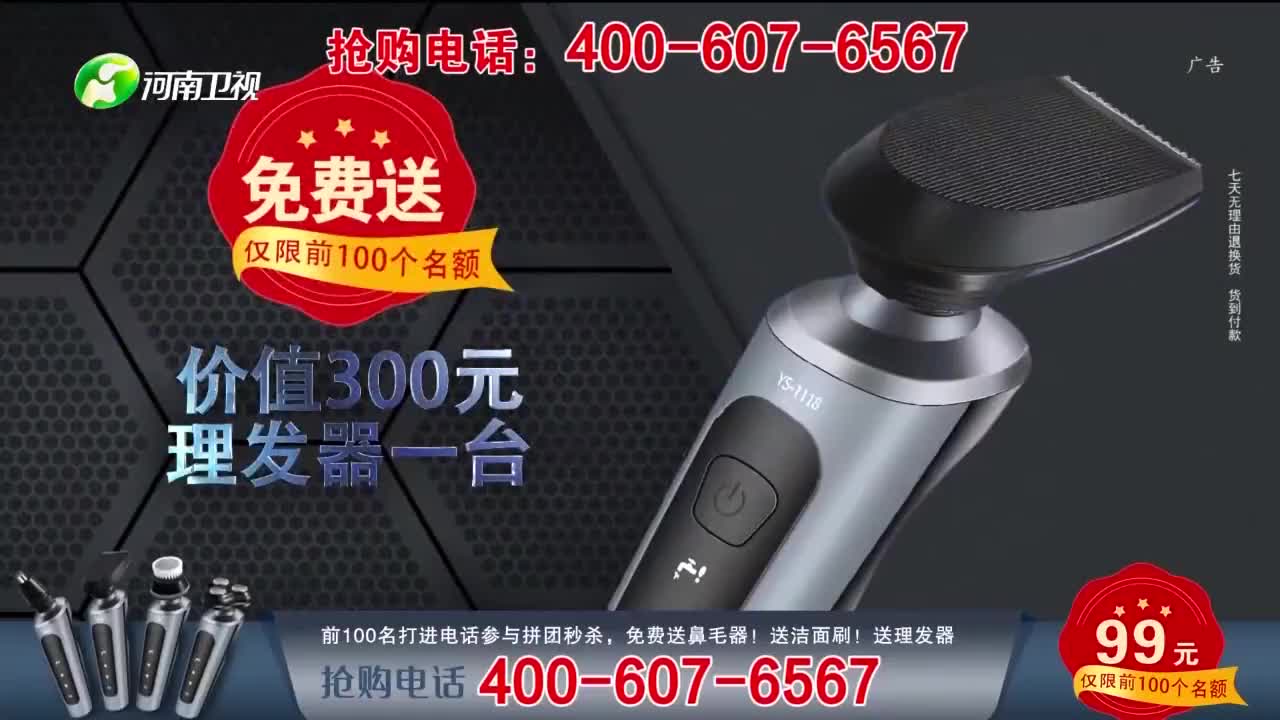 抢购电话：400-607-6567
河南卫视
广告
免费送
仅限前100个名额
七天无理由退换货 货到付款
价值300元
理发器一台
YS-1118
前100名打进电话参与拼团秒杀，免费送鼻毛器！送洁面刷！送理发器
抢购电话 400-607-6567
99元
仅限前100个名额